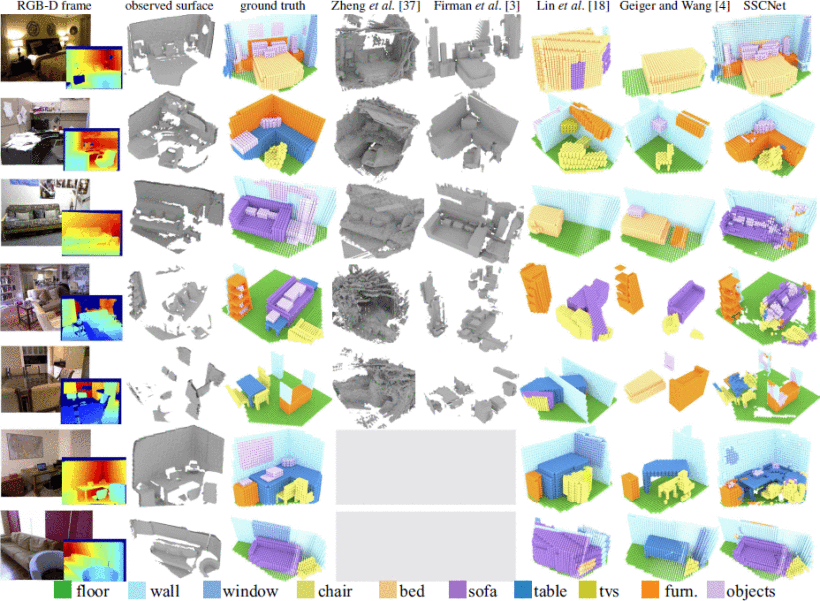 RGB-D frame observed surface ground truth Zheng et al. [37] Firman et al. [3] Lin et al. [18] Geiger and Wang [4] SSCNet
floor wall window chair bed sofa table tvs furn. objects